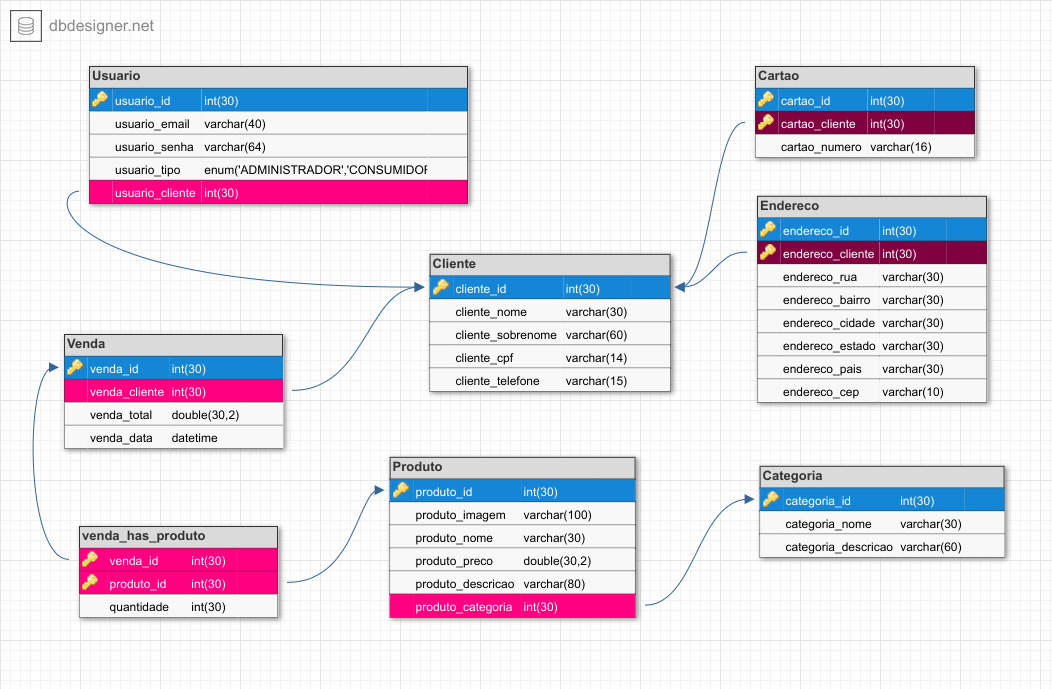 dbdesigner.net
Usuario
usuario_id int(30)
usuario_email varchar(40)
usuario_senha varchar(64)
usuario_tipo enum('ADMINISTRADOR','CONSUMIDOR
usuario_cliente int(30)
Cartao
cartao_id int(30)
cartao_cliente int(30)
cartao_numero varchar(16)
Endereco
endereco_id int(30)
endereco_cliente int(30)
endereco_rua varchar(30)
endereco_bairro varchar(30)
endereco_cidade varchar(30)
endereco_estado varchar(30)
endereco_pais varchar(30)
endereco_cep varchar(10)
Cliente
cliente_id int(30)
cliente_nome varchar(30)
cliente_sobrenome varchar(60)
cliente_cpf varchar(14)
cliente_telefone varchar(15)
Venda
venda_id int(30)
venda_cliente int(30)
venda_total double(30,2)
venda_data datetime
Produto
produto_id int(30)
produto_imagem varchar(100)
produto_nome varchar(30)
produto_preco double(30,2)
produto_descricao varchar(80)
produto_categoria int(30)
Categoria
categoria_id int(30)
categoria_nome varchar(30)
categoria_descricao varchar(60)
venda_has_produto
venda_id int(30)
produto_id int(30)
quantidade int(30)